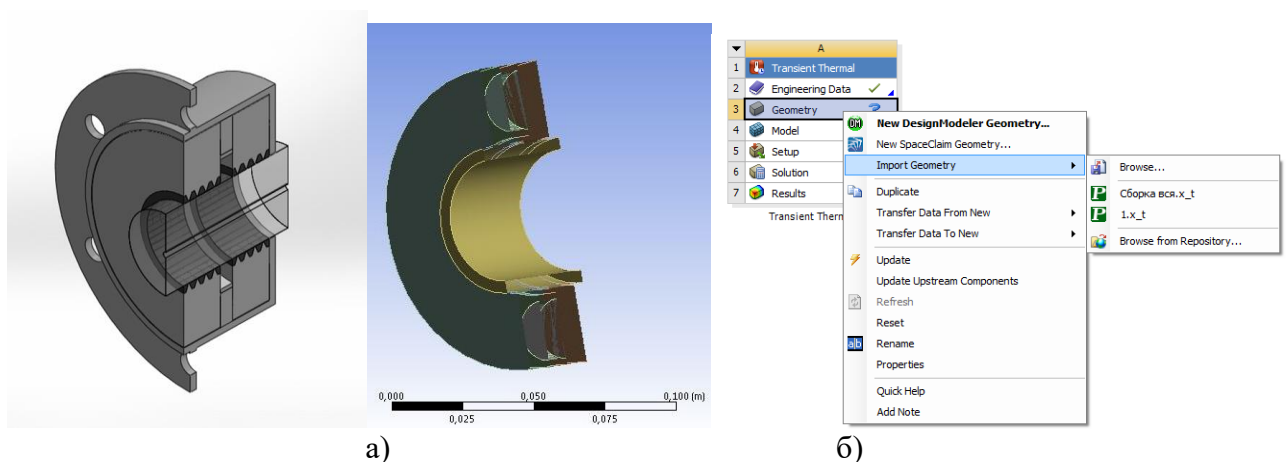 0,000
0,050
0,100 (m)
0,025
0,075
а)
A
1 Transient Thermal
2 Engineering Data
3 Geometry ?
4 Model
5 Setup
6 Solution
7 Results
Transient Therm
New DesignModeler Geometry...
New SpaceClaim Geometry...
Import Geometry
Duplicate
Transfer Data From New
Transfer Data To New
Update
Update Upstream Components
Refresh
Reset
Rename
Properties
Quick Help
Add Note
Browse...
Сборка вся.x_t
1.x_t
Browse from Repository...
б)